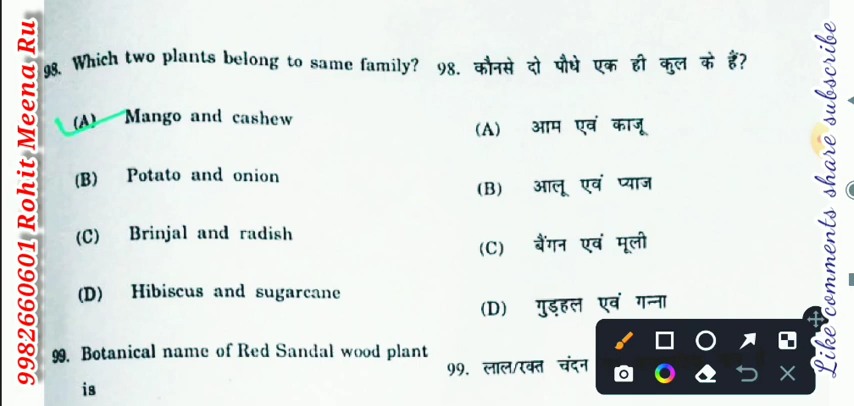 9982660601 Rohit Meena Ru
98. Which two plants belong to same family?
(A) Mango and cashew
(B) Potato and onion
(C) Brinjal and radish
(D) Hibiscus and sugarcane
99. Botanical name of Red Sandal wood plant
is
98. कौनसे दो पौधे एक ही कुल के हैं?
(A) आम एवं काजू
(B) आलू एवं प्याज
(C) बैंगन एवं मूली
(D) गुड़हल एवं गन्ना
99. लाल/रक्त चंदन
Like comments share subscribe